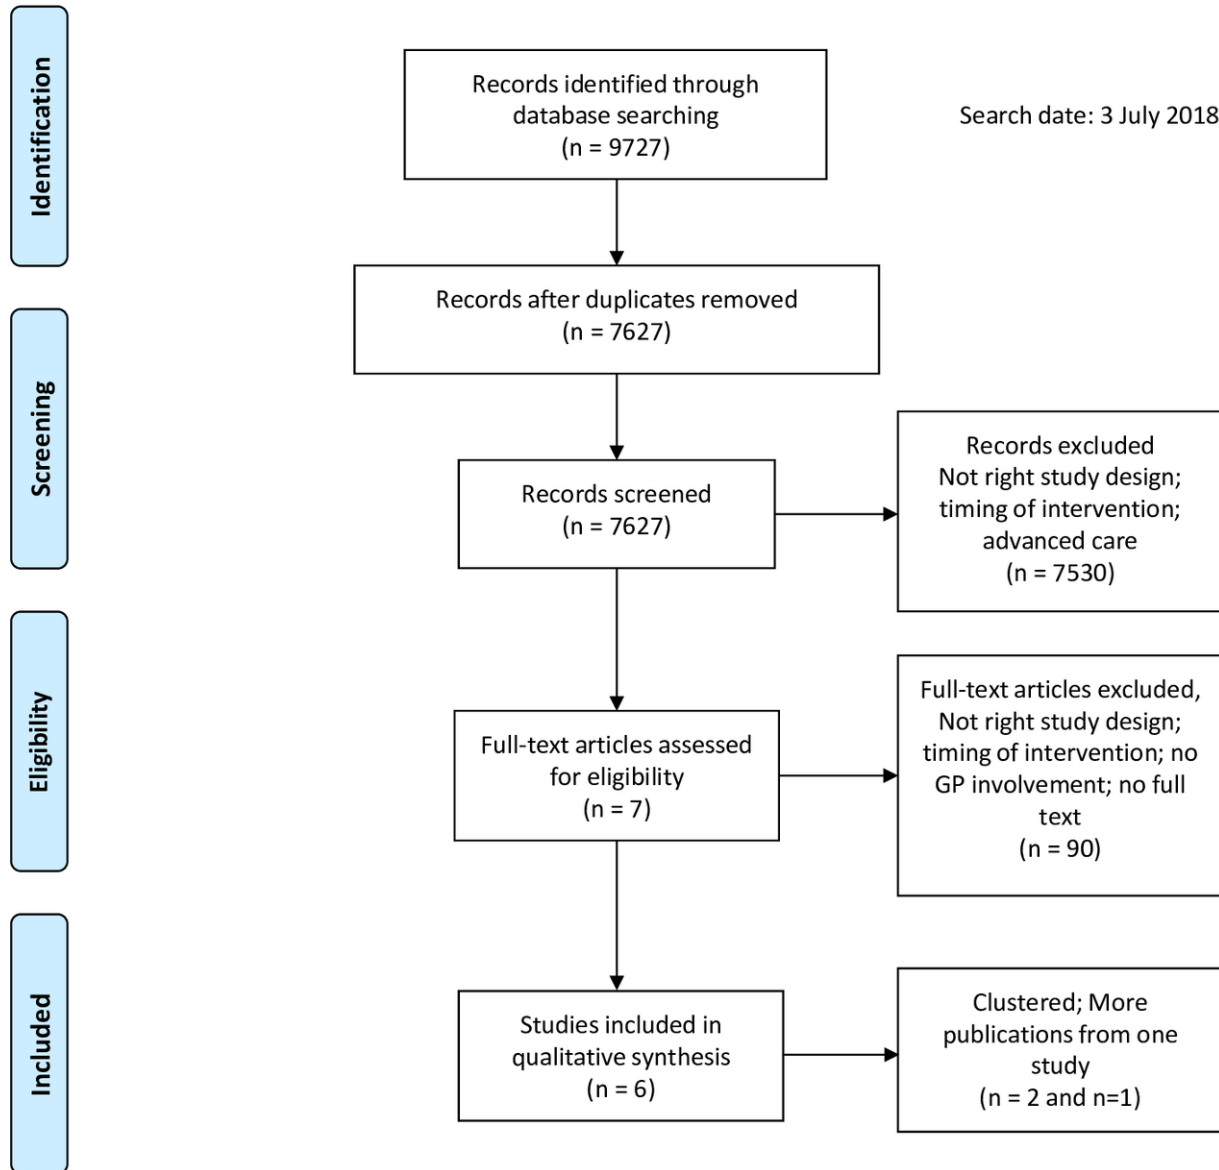 Identification
Records identified through
database searching
(n = 9727)
Search date: 3 July 2018
Records after duplicates removed
(n = 7627)
Screening
Records screened
(n = 7627)
Records excluded
Not right study design;
timing of intervention;
advanced care
(n = 7530)
Eligibility
Full-text articles assessed
for eligibility
(n = 7)
Full-text articles excluded,
Not right study design;
timing of intervention; no
GP involvement; no full
text
(n = 90)
Included
Studies included in
qualitative synthesis
(n = 6)
Clustered; More
publications from one
study
(n = 2 and n=1)